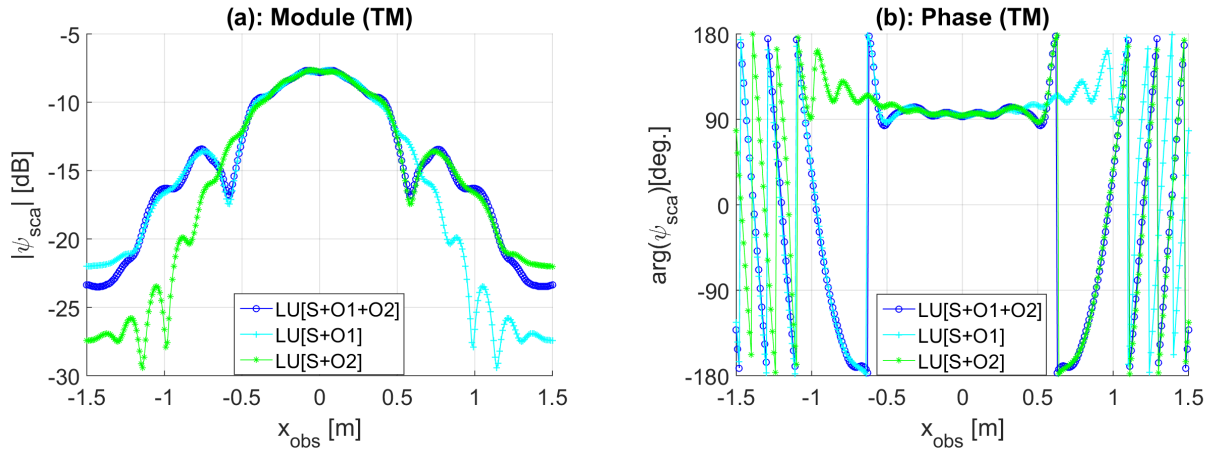 (a): Module (TM)
|ψsca| [dB]
-5
-10
-15
-20
-25
-30
LU[S+O1+O2]
LU[S+O1]
LU[S+O2]
-1.5 -1 -0.5 0 0.5 1 1.5
xobs [m]
(b): Phase (TM)
arg(ψsca)[deg.]
180
90
0
-90
-180
LU[S+O1+O2]
LU[S+O1]
LU[S+O2]
-1.5 -1 -0.5 0 0.5 1 1.5
xobs [m]